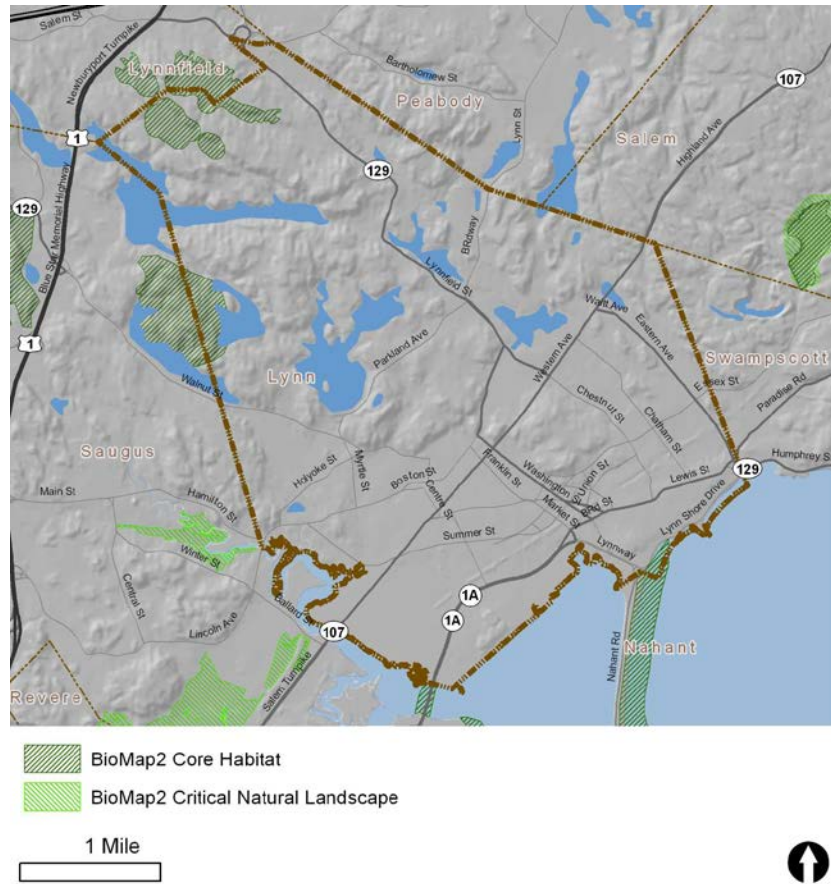 Salem St
Newburyport Turnpike
Lynnfield
Bartholomew St
Peabody
107
Lynn St
Salem
Highland Ave
1
129
129
Blue Star Memorial Highway
BRdway
Lynnfield St
1
Parkland Ave
Western Ave
Eastern Ave
Swampscott
Essex St
Paradise Rd
Lynn
Walnut St
Chestnut St
Chatham St
Saugus
Holyoke St
Myrtle St
Boston St
Franklin St
Washington St
Union St
Lewis St
129
Humphrey S
Main St
Hamilton St
Centre St
Market St
BRd St
Lynn Shore Drive
Summer St
Lynnway
Winter St
Central St
Lincoln Ave
Ballard St
107
1A
1A
Nahant Rd
Nahant
Salem Turnpike
Revere
BioMap2 Core Habitat
BioMap2 Critical Natural Landscape
1 Mile